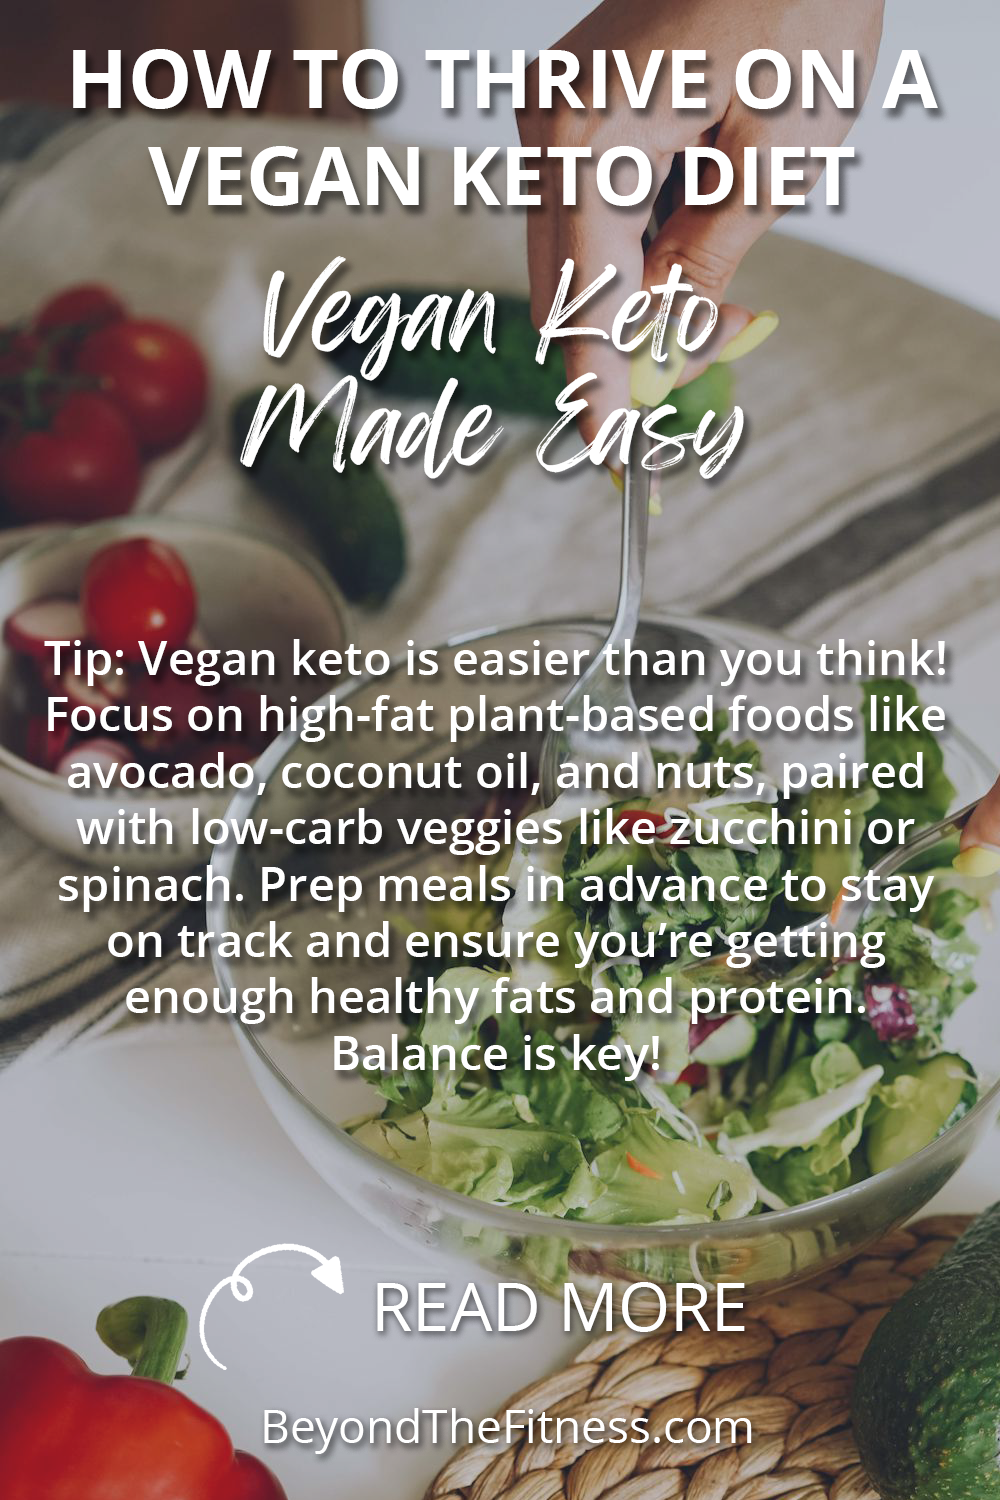 HOW TO THRIVE ON A
VEGAN KETO DIET
Vegan Keto
Made Easy
Tip: Vegan keto is easier than you think!
Focus on high-fat plant-based foods like
avocado, coconut oil, and nuts, paired
with low-carb veggies like zucchini or
spinach. Prep meals in advance to stay
on track and ensure you’re getting
enough healthy fats and protein.
Balance is key!
READ MORE
BeyondTheFitness.com